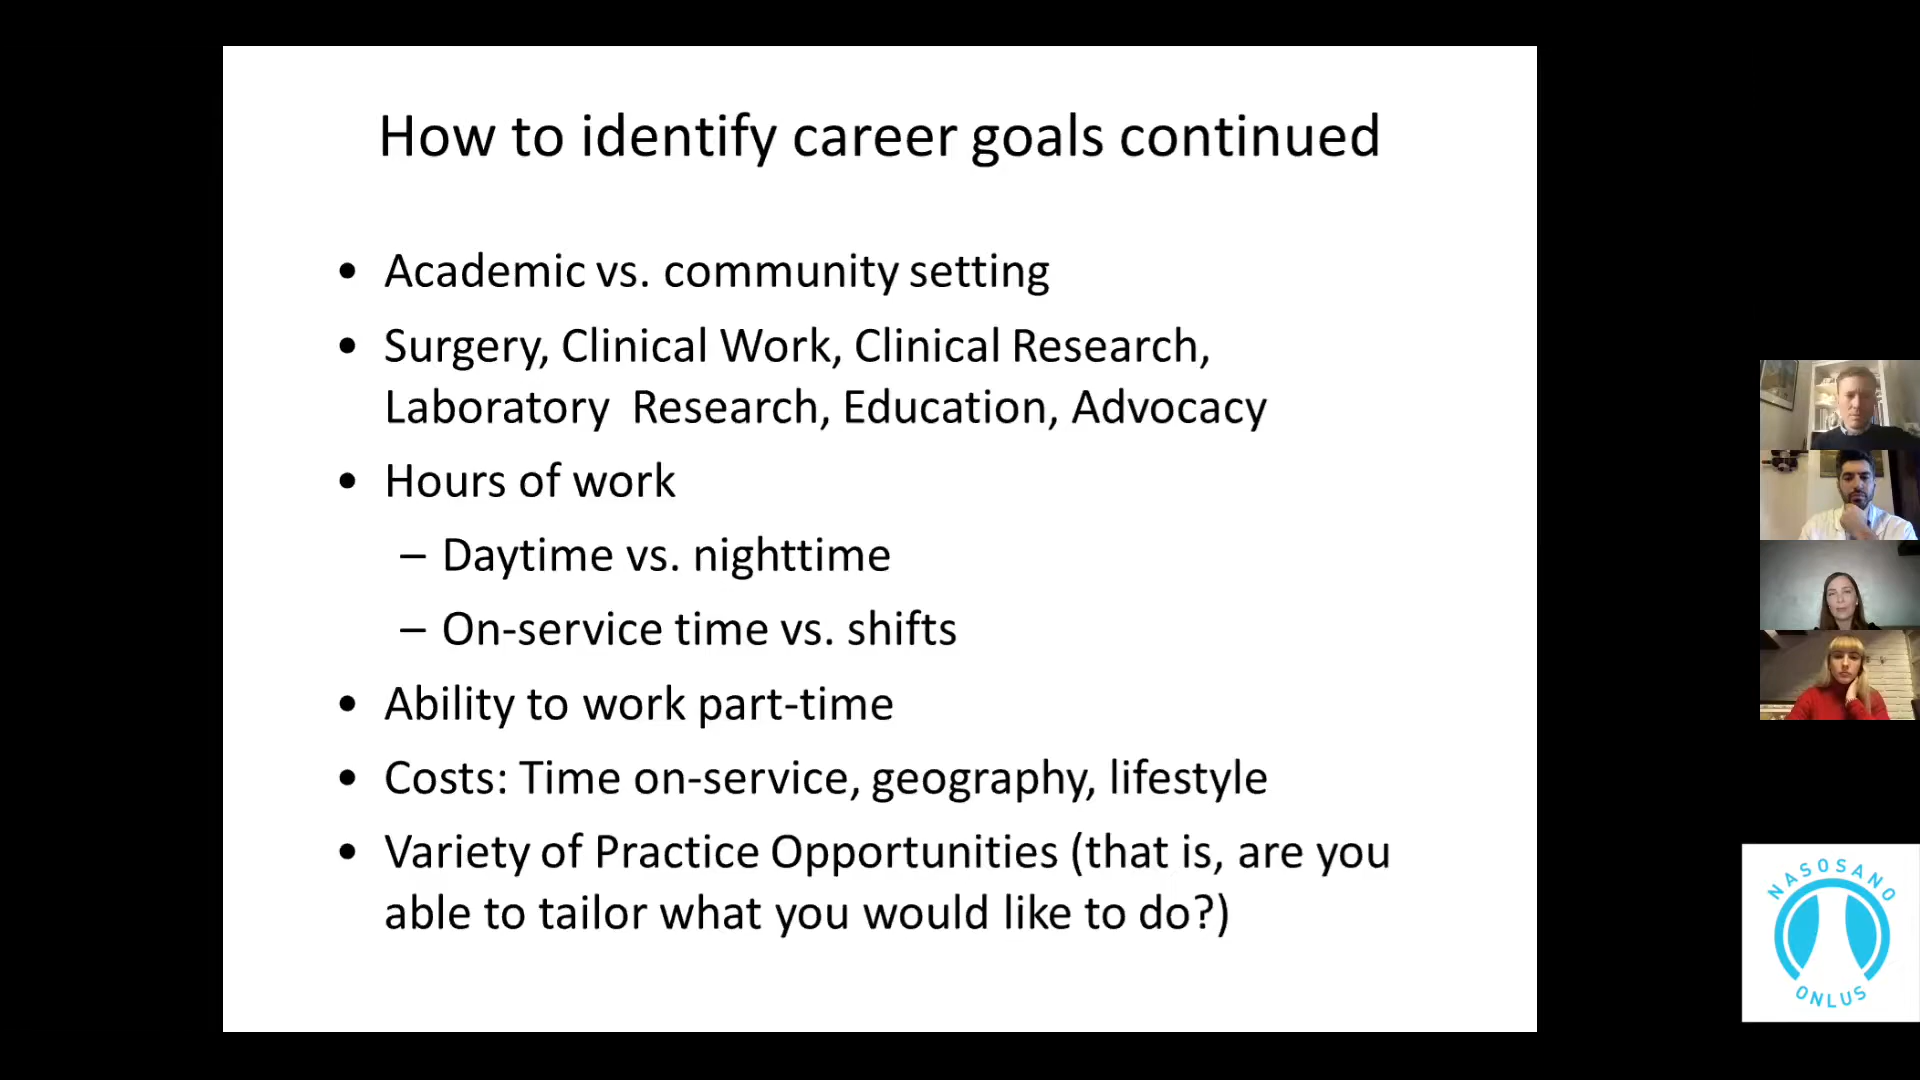 How to identify career goals continued
• Academic vs. community setting
• Surgery, Clinical Work, Clinical Research,
Laboratory Research, Education, Advocacy
• Hours of work
– Daytime vs. nighttime
– On-service time vs. shifts
• Ability to work part-time
• Costs: Time on-service, geography, lifestyle
• Variety of Practice Opportunities (that is, are you
able to tailor what you would like to do?)
NASOSANO
ONLUS